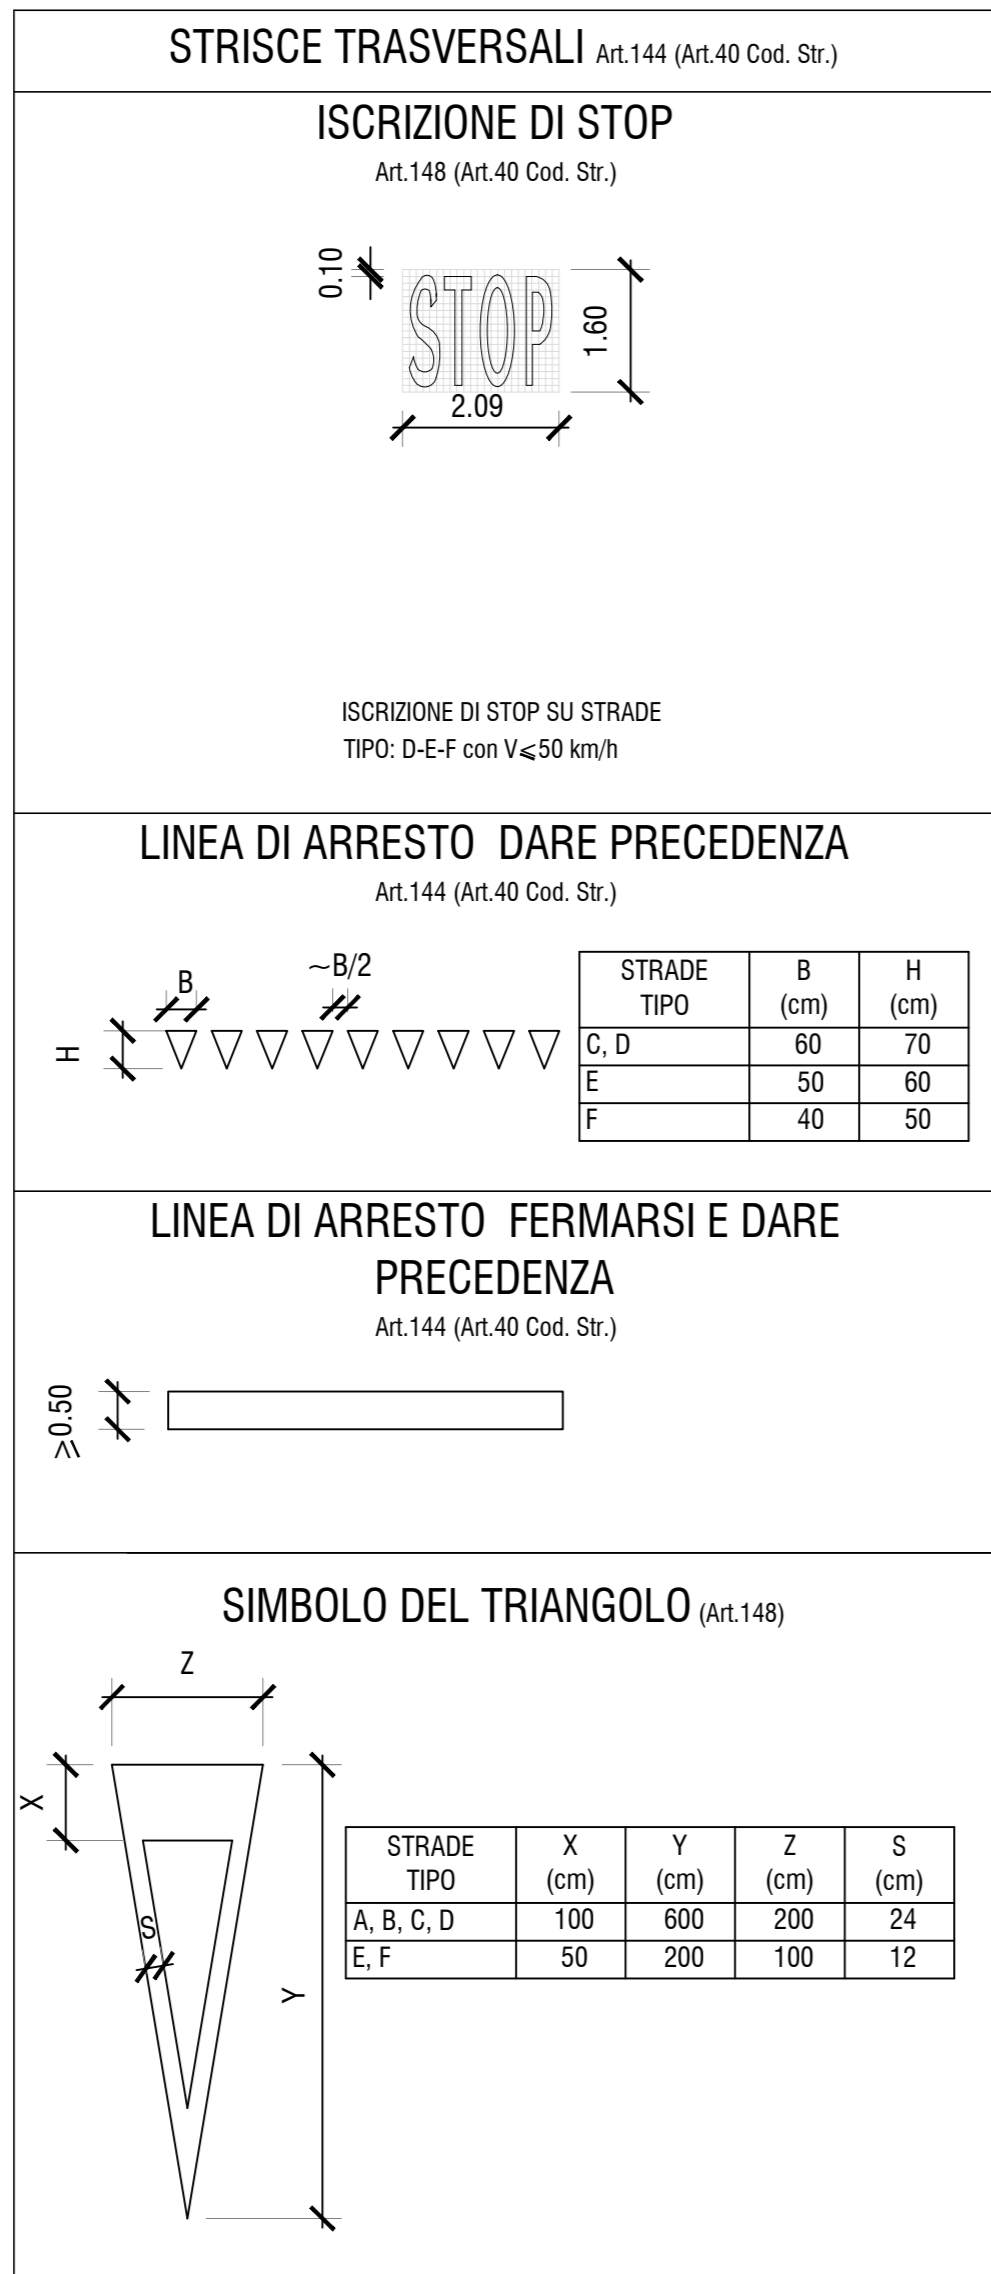 STRISCE TRASVERSALI Art.144 (Art.40 Cod. Str.)
ISCRIZIONE DI STOP
Art.148 (Art.40 Cod. Str.)
0.10
STOP
1.60
2.09
ISCRIZIONE DI STOP SU STRADE
TIPO: D-E-F con V⩽50 km/h
LINEA DI ARRESTO DARE PRECEDENZA
Art.144 (Art.40 Cod. Str.)
B
~B/2
H
STRADE TIPO B (cm) H (cm)
C, D 60 70
E 50 60
F 40 50
LINEA DI ARRESTO FERMARSI E DARE
PRECEDENZA
Art.144 (Art.40 Cod. Str.)
⩾0.50
SIMBOLO DEL TRIANGOLO (Art.148)
Z
X
S
Y
STRADE TIPO X (cm) Y (cm) Z (cm) S (cm)
A, B, C, D 100 600 200 24
E, F 50 200 100 12